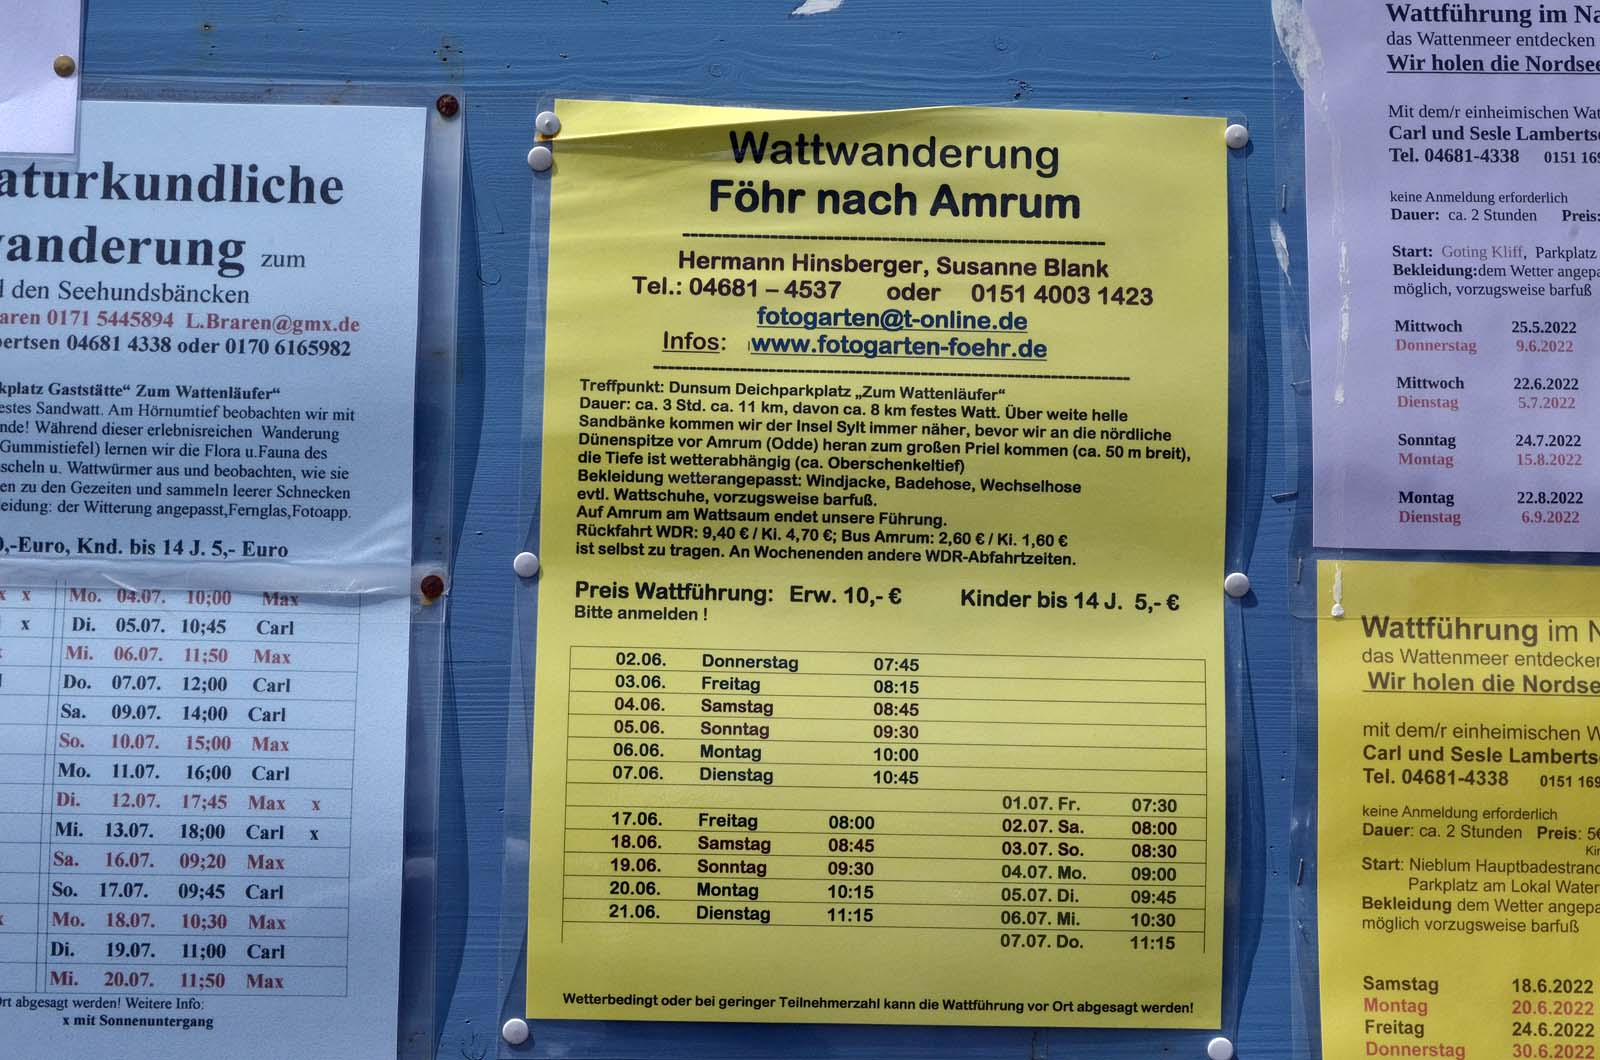 aturkundliche
wanderung zum
d den Seehundsbäncken
aren 0171 5445894 L.Braren@gmx.de
bertsen 04681 4338 oder 0170 6165982
kplatz Gaststätte“ Zum Wattenläufer“
estes Sandwatt. Am Hörnumtief beobachten wir mit
nde! Während dieser erlebnisreichen Wanderung
(Gummistiefel) lernen wir die Flora u.Fauna des
scheln u. Wattwürmer aus und beobachten, wie sie
en zu den Gezeiten und sammeln leerer Schnecken
eidung: der Witterung angepasst,Fernglas,Fotoapp.
0,-Euro, Knd. bis 14 J. 5,- Euro
x x Mo. 04.07. 10;00 Max
x Di. 05.07. 10;45 Carl
Mi. 06.07. 11;50 Max
Do. 07.07. 12;00 Carl
Sa. 09.07. 14;00 Carl
So. 10.07. 15;00 Max
Mo. 11.07. 16;00 Carl
Di. 12.07. 17;45 Max x
Mi. 13.07. 18;00 Carl x
Sa. 16.07. 09;20 Max
So. 17.07. 09;45 Carl
Mo. 18.07. 10;30 Max
Di. 19.07. 11;00 Carl
Mi. 20.07. 11;50 Max
Ort abgesagt werden! Weitere Info:
x mit Sonnenuntergang
Wattwanderung
Föhr nach Amrum
Hermann Hinsberger, Susanne Blank
Tel.: 04681 – 4537 oder 0151 4003 1423
fotogarten@t-online.de
Infos: www.fotogarten-foehr.de
Treffpunkt: Dunsum Deichparkplatz „Zum Wattenläufer“
Dauer: ca. 3 Std. ca. 11 km, davon ca. 8 km festes Watt. Über weite helle
Sandbänke kommen wir der Insel Sylt immer näher, bevor wir an die nördliche
Dünenspitze vor Amrum (Odde) heran zum großen Priel kommen (ca. 50 m breit),
die Tiefe ist wetterabhängig (ca. Oberschenkeltief)
Bekleidung wetterangepasst: Windjacke, Badehose, Wechselhose
evtl. Wattschuhe, vorzugsweise barfuß.
Auf Amrum am Wattsaum endet unsere Führung.
Rückfahrt WDR: 9,40 € / Ki. 4,70 €; Bus Amrum: 2,60 € / Ki. 1,60 €
ist selbst zu tragen. An Wochenenden andere WDR-Abfahrtzeiten.
Preis Wattführung: Erw. 10,- € Kinder bis 14 J. 5,- €
Bitte anmelden !
02.06. Donnerstag 07:45
03.06. Freitag 08:15
04.06. Samstag 08:45
05.06. Sonntag 09:30
06.06. Montag 10:00
07.06. Dienstag 10:45
01.07. Fr. 07:30
17.06. Freitag 08:00 02.07. Sa. 08:00
18.06. Samstag 08:45 03.07. So. 08:30
19.06. Sonntag 09:30 04.07. Mo. 09:00
20.06. Montag 10:15 05.07. Di. 09:45
21.06. Dienstag 11:15 06.07. Mi. 10:30
07.07. Do. 11:15
Wetterbedingt oder bei geringer Teilnehmerzahl kann die Wattführung vor Ort abgesagt werden!
Wattführung im Na
das Wattenmeer entdecken
Wir holen die Nordsee
Mit dem/r einheimischen Wat
Carl und Sesle Lambertse
Tel. 04681-4338 0151 169
keine Anmeldung erforderlich
Dauer: ca. 2 Stunden Preis:
Start: Goting Kliff, Parkplatz
Bekleidung:dem Wetter angepa
möglich, vorzugsweise barfuß
Mittwoch 25.5.2022
Donnerstag 9.6.2022
Mittwoch 22.6.2022
Dienstag 5.7.2022
Sonntag 24.7.2022
Montag 15.8.2022
Montag 22.8.2022
Dienstag 6.9.2022
Wattführung im N
das Wattenmeer entdecken
Wir holen die Nordse
mit dem/r einheimischen W
Carl und Sesle Lambertse
Tel. 04681-4338 0151 169
keine Anmeldung erforderlich
Dauer: ca. 2 Stunden Preis: 5€
Kin
Start: Nieblum Hauptbadestrand
Parkplatz am Lokal Water
Bekleidung dem Wetter angepa
möglich vorzugsweise barfuß
Samstag 18.6.2022
Montag 20.6.2022
Freitag 24.6.2022
Donnerstag 30.6.2022